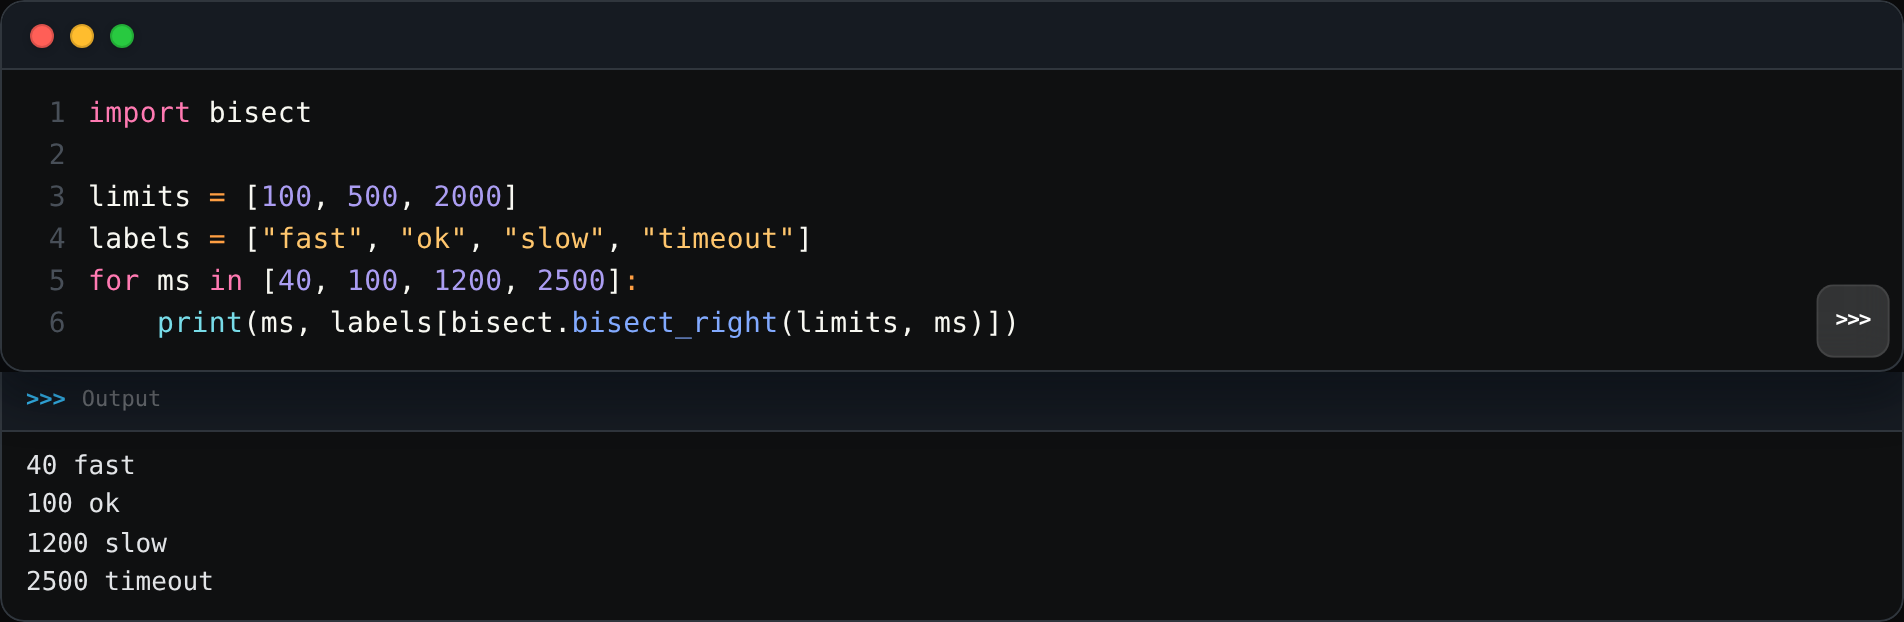 1 import bisect
2
3 limits = [100, 500, 2000]
4 labels = ["fast", "ok", "slow", "timeout"]
5 for ms in [40, 100, 1200, 2500]:
6     print(ms, labels[bisect.bisect_right(limits, ms)])
>>>
>>> Output
40 fast
100 ok
1200 slow
2500 timeout